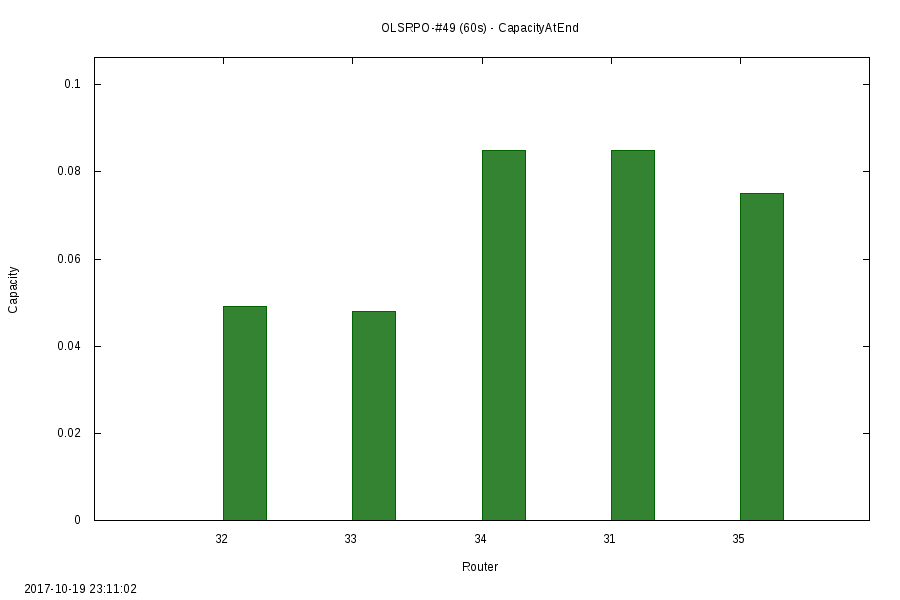 OLSRPO-#49 (60s) - CapacityAtEnd
0.1
0.08
0.06
0.04
0.02
0
Capacity
32 33 34 31 35
Router
2017-10-19 23:11:02